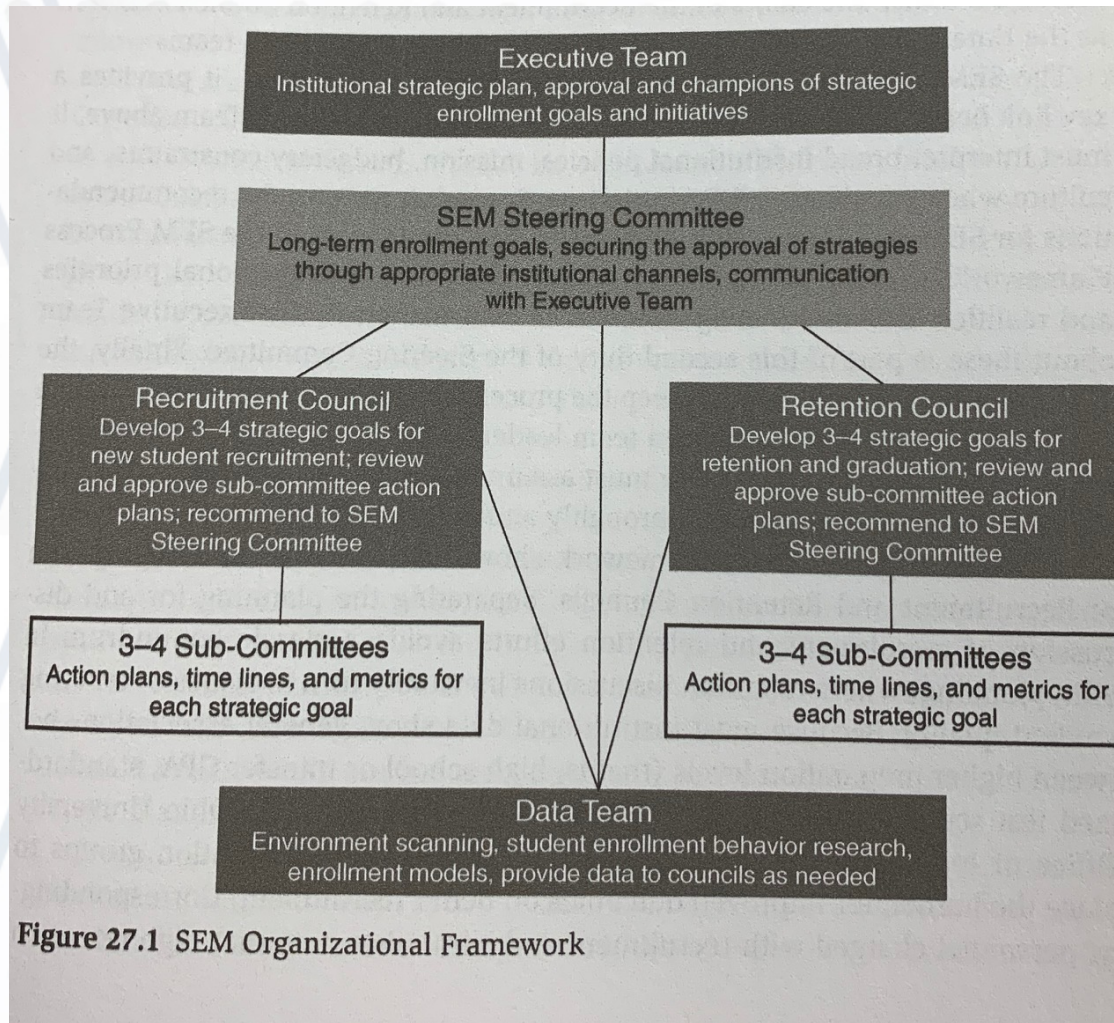 Executive Team
Institutional strategic plan, approval and champions of strategic
enrollment goals and initiatives
SEM Steering Committee
Long-term enrollment goals, securing the approval of strategies
through appropriate institutional channels, communication
with Executive Team
Recruitment Council
Develop 3–4 strategic goals for
new student recruitment; review
and approve sub-committee action
plans; recommend to SEM
Steering Committee
Retention Council
Develop 3–4 strategic goals for
retention and graduation; review and
approve sub-committee action
plans; recommend to SEM
Steering Committee
3–4 Sub-Committees
Action plans, time lines, and metrics for
each strategic goal
3–4 Sub-Committees
Action plans, time lines, and metrics for
each strategic goal
Data Team
Environment scanning, student enrollment behavior research,
enrollment models, provide data to councils as needed
Figure 27.1 SEM Organizational Framework